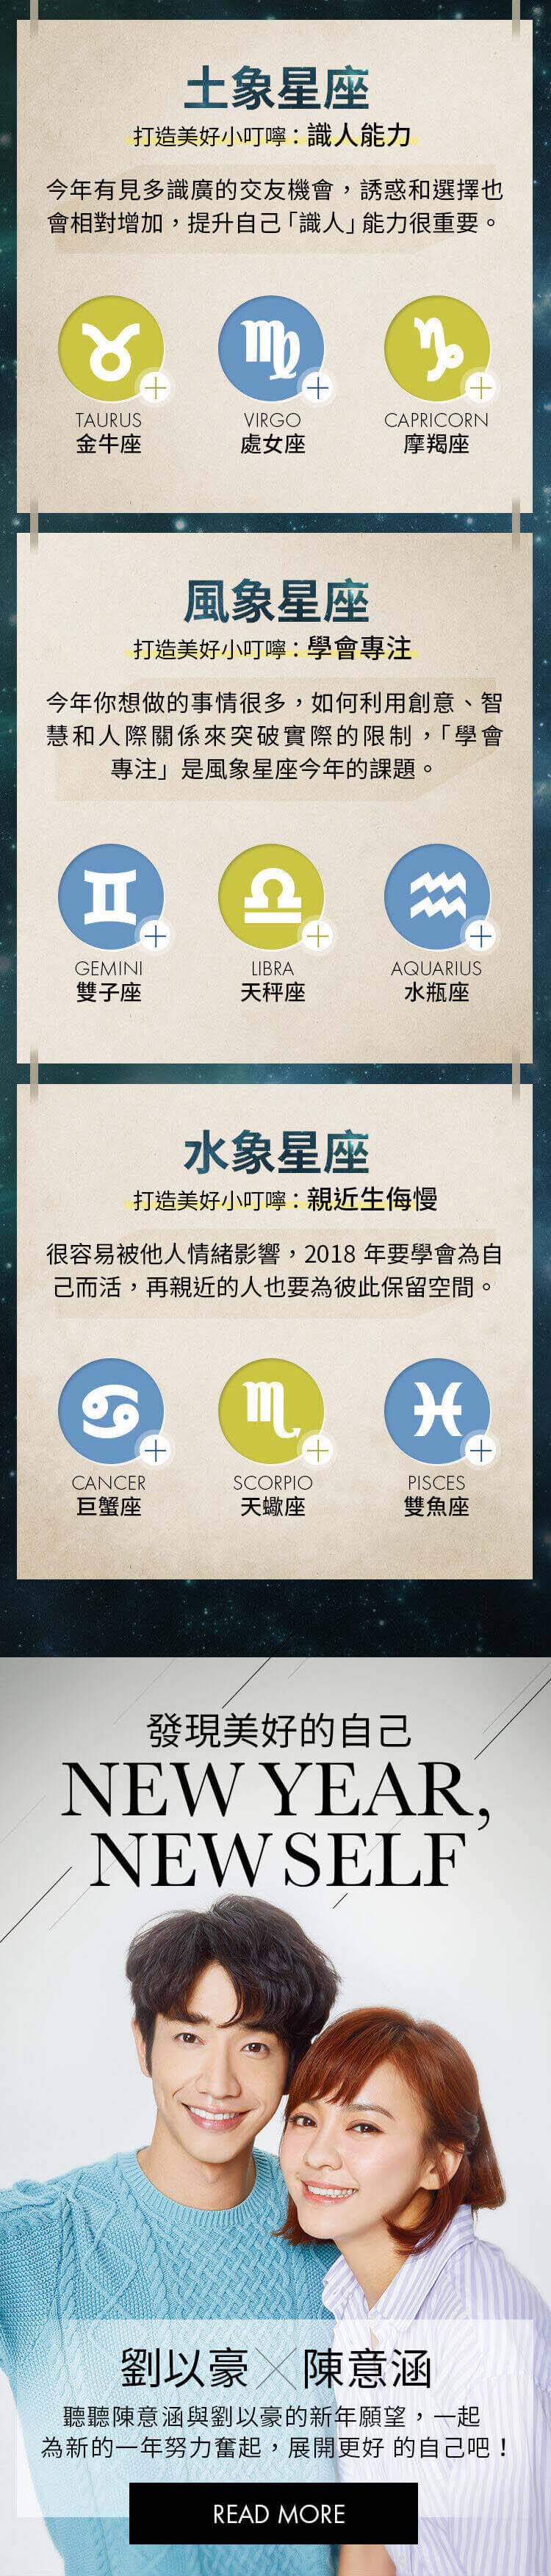 土象星座
打造美好小叮嚀：識人能力
今年有見多識廣的交友機會，誘惑和選擇也
會相對增加，提升自己「識人」能力很重要。
TAURUS
金牛座
VIRGO
處女座
CAPRICORN
摩羯座
風象星座
打造美好小叮嚀：學會專注
今年你想做的事情很多，如何利用創意、智
慧和人際關係來突破實際的限制，「學會
專注」是風象星座今年的課題。
GEMINI
雙子座
LIBRA
天秤座
AQUARIUS
水瓶座
水象星座
打造美好小叮嚀：親近生侮慢
很容易被他人情緒影響，2018 年要學會為自
己而活，再親近的人也要為彼此保留空間。
CANCER
巨蟹座
SCORPIO
天蠍座
PISCES
雙魚座
發現美好的自己
NEW YEAR,
NEW SELF
劉以豪╳陳意涵
聽聽陳意涵與劉以豪的新年願望，一起
為新的一年努力奮起，展開更好 的自己吧！
READ MORE